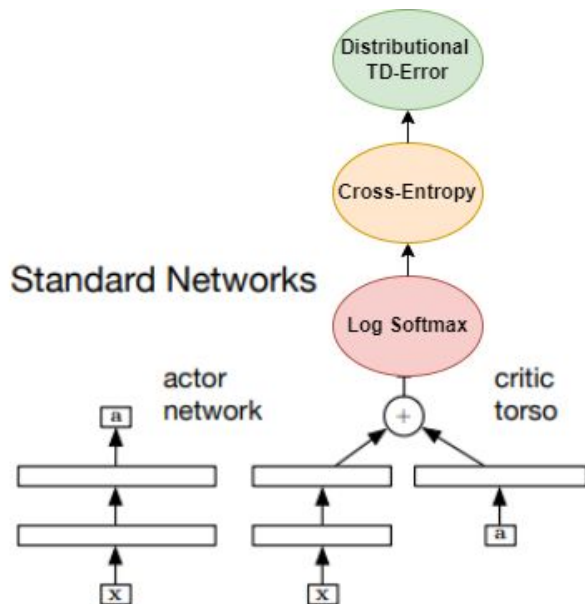 Distributional
TD-Error
Cross-Entropy
Standard Networks
Log Softmax
actor
network
critic
torso
a
+
a
x
x